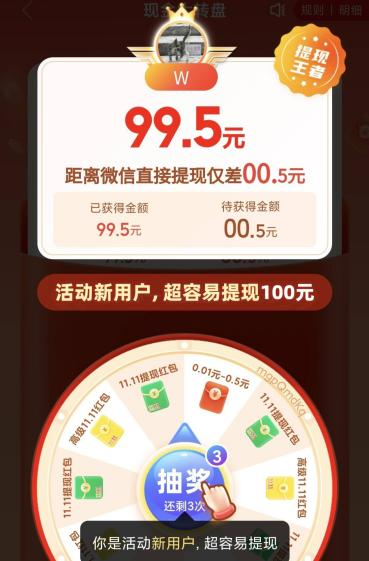 现金大转盘
规则 | 明细
提现
王者
W
99.5元
距离微信直接提现仅差00.5元
已获得金额
待获得金额
99.5元
00.5元
活动新用户, 超容易提现100元
11.11提现红包
0.01元-0.5元
mgpQmdKq
高级11.11红包
11.11提现红包
11.11提现红包
高级11.11红包
3
抽奖
还剩3次
你是活动新用户, 超容易提现